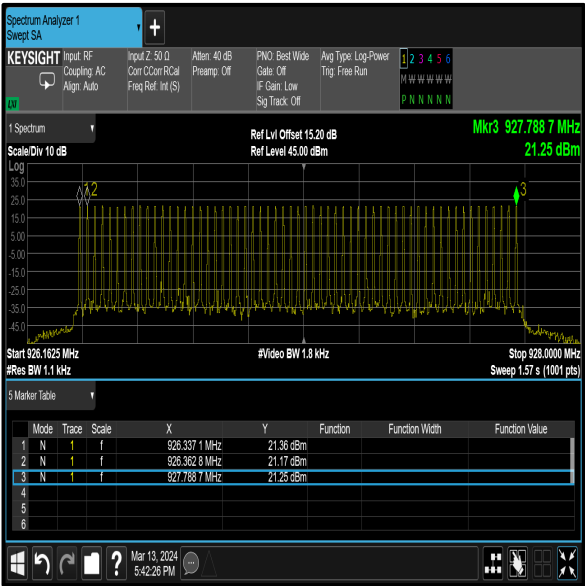 Spectrum Analyzer 1
Swept SA
KEYSIGHT
LXI
Input: RF
Coupling: AC
Align: Auto
Input Z: 50 Ω
Corr CCorr RCal
Freq Ref: Int (S)
Atten: 40 dB
Preamp: Off
PNO: Best Wide
Gate: Off
IF Gain: Low
Sig Track: Off
Avg Type: Log-Power
Trig: Free Run
1 2 3 4 5 6
M W W W W W
P N N N N N
1 Spectrum
Scale/Div 10 dB
Ref Lvl Offset 15.20 dB
Ref Level 45.00 dBm
Mkr3 927.788 7 MHz
21.25 dBm
Log
35.0
25.0
15.0
5.00
-5.00
-15.0
-25.0
-35.0
-45.0
2
3
Start 926.1625 MHz
#Res BW 1.1 kHz
#Video BW 1.8 kHz
Stop 928.0000 MHz
Sweep 1.57 s (1001 pts)
5 Marker Table
Mode Trace Scale X Y Function Function Width Function Value
1 N 1 f 926.337 1 MHz 21.36 dBm
2 N 1 f 926.362 8 MHz 21.17 dBm
3 N 1 f 927.788 7 MHz 21.25 dBm
4
5
6
?
Mar 13, 2024
5:42:26 PM